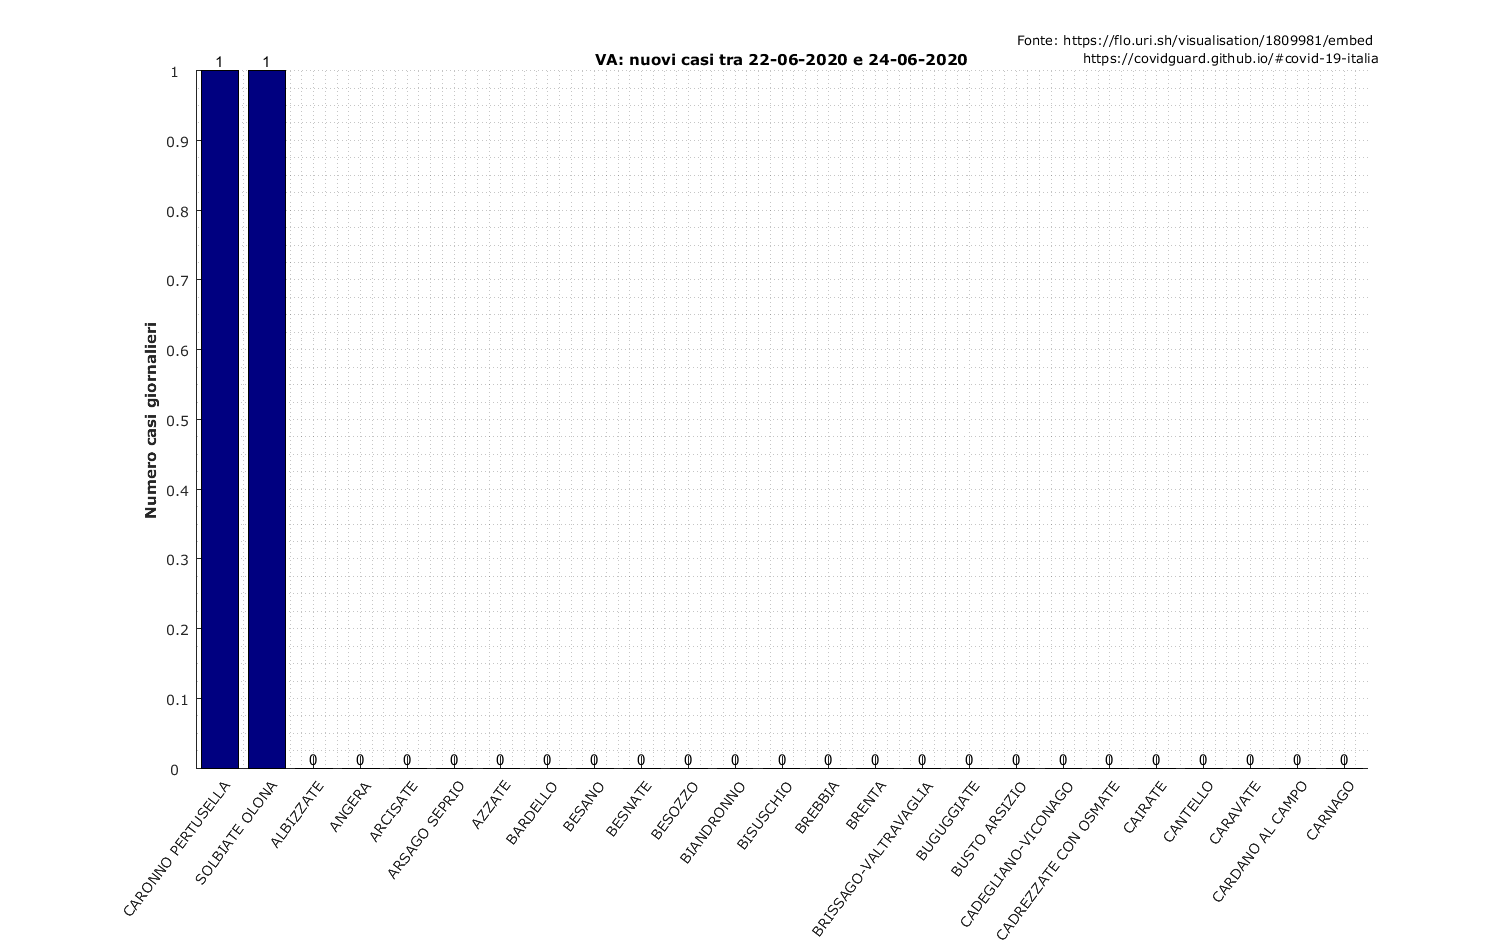 Fonte: https://flo.uri.sh/visualisation/1809981/embed
https://covidguard.github.io/#covid-19-italia
VA: nuovi casi tra 22-06-2020 e 24-06-2020
Numero casi giornalieri
1
0.9
0.8
0.7
0.6
0.5
0.4
0.3
0.2
0.1
0
1 1 0 0 0 0 0 0 0 0 0 0 0 0 0 0 0 0 0 0 0 0 0 0 0
CARONNO PERTUSELLA
SOLBIATE OLONA
ALBIZZATE
ANGERA
ARCISATE
ARSAGO SEPRIO
AZZATE
BARDELLO
BESANO
BESNATE
BESOZZO
BIANDRONNO
BISUSCHIO
BREBBIA
BRENTA
BRISSAGO-VALTRAVAGLIA
BUGUGGIATE
BUSTO ARSIZIO
CADEGLIANO-VICONAGO
CADREZZATE CON OSMATE
CAIRATE
CANTELLO
CARAVATE
CARDANO AL CAMPO
CARNAGO